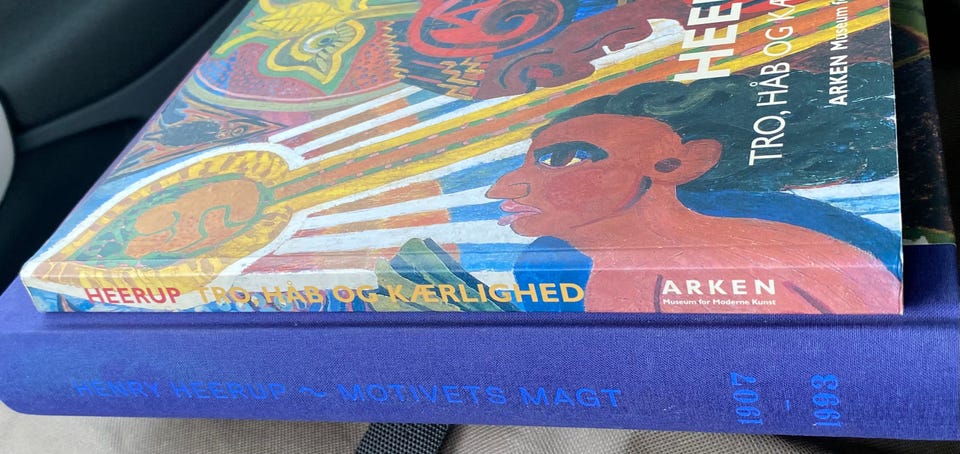 HEER
TRO, HÅB OG KÆ
ARKEN Museum f
HEERUP TRO, HÅB OG KÆRLIGHED
ARKEN
Museum for Moderne Kunst
HENRY HEERUP ~ MOTIVETS MAGT
1907 – 1993